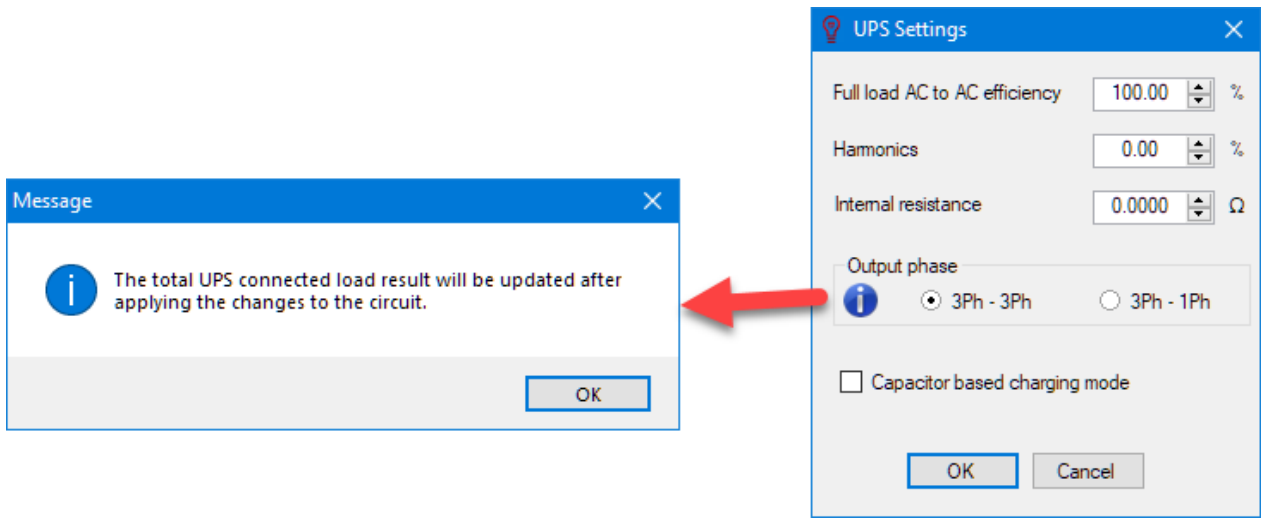 Message
The total UPS connected load result will be updated after
applying the changes to the circuit.
OK
UPS Settings
Full load AC to AC efficiency 100.00 %
Harmonics 0.00 %
Internal resistance 0.0000 Ω
Output phase
3Ph - 3Ph 3Ph - 1Ph
Capacitor based charging mode
OK Cancel